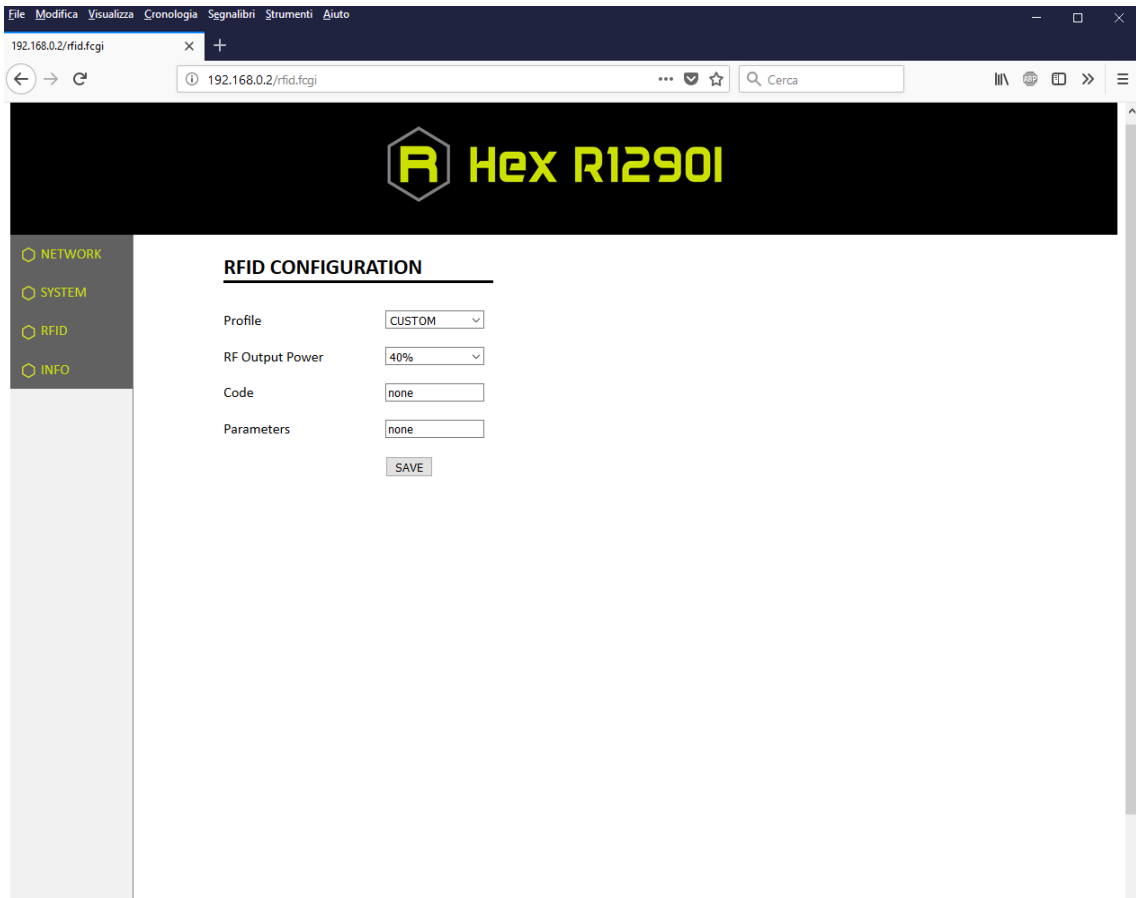 File Modifica Visualizza Cronologia Segnalibri Strumenti Aiuto
192.168.0.2/rfid.fcgi
192.168.0.2/rfid.fcgi
Cerca
ABP
R Hex R1290I
NETWORK
SYSTEM
RFID
INFO
RFID CONFIGURATION
Profile CUSTOM
RF Output Power 40%
Code none
Parameters none
SAVE